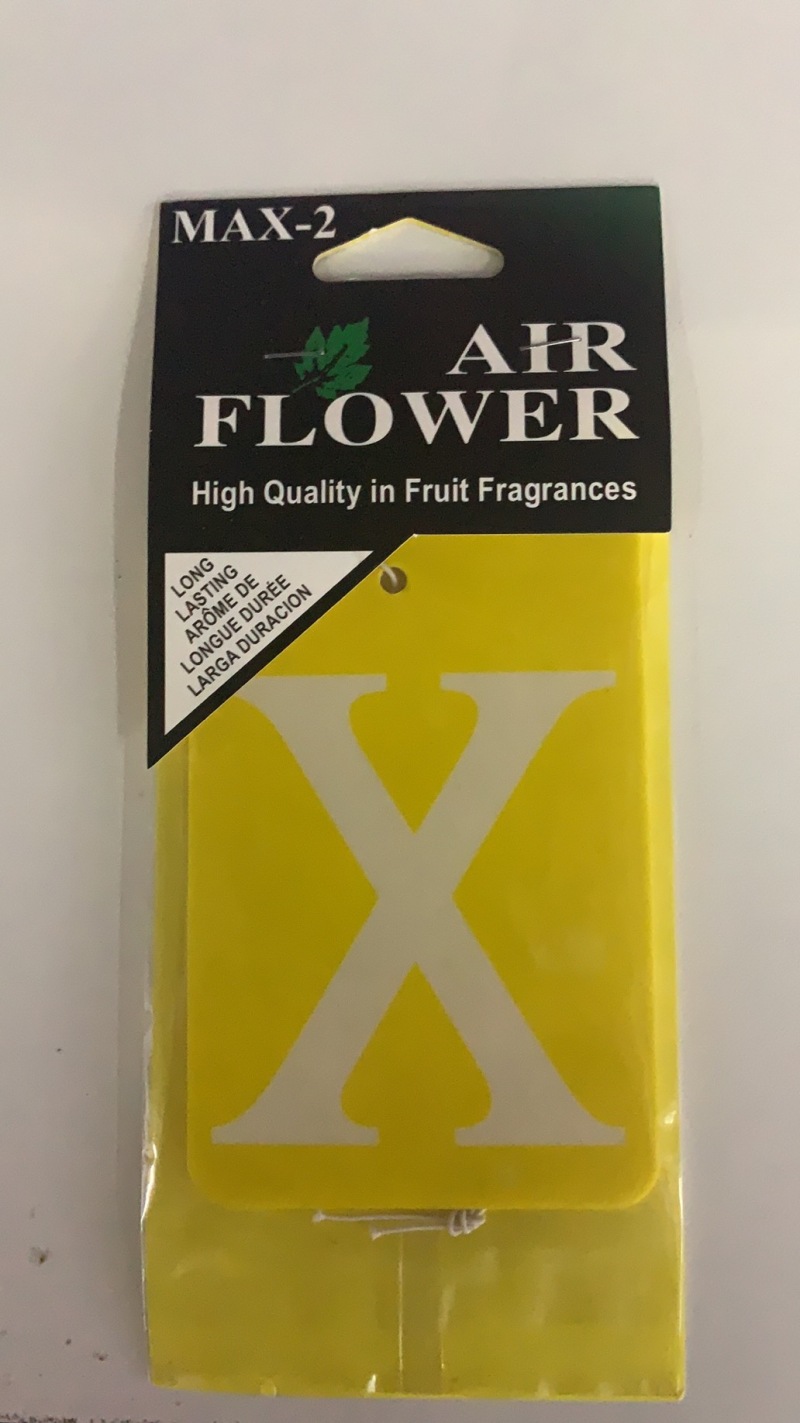 MAX-2
AIR
FLOWER
High Quality in Fruit Fragrances
LONG
LASTING
ARÔME DE
LONGUE DURÉE
LARGA DURACION
X